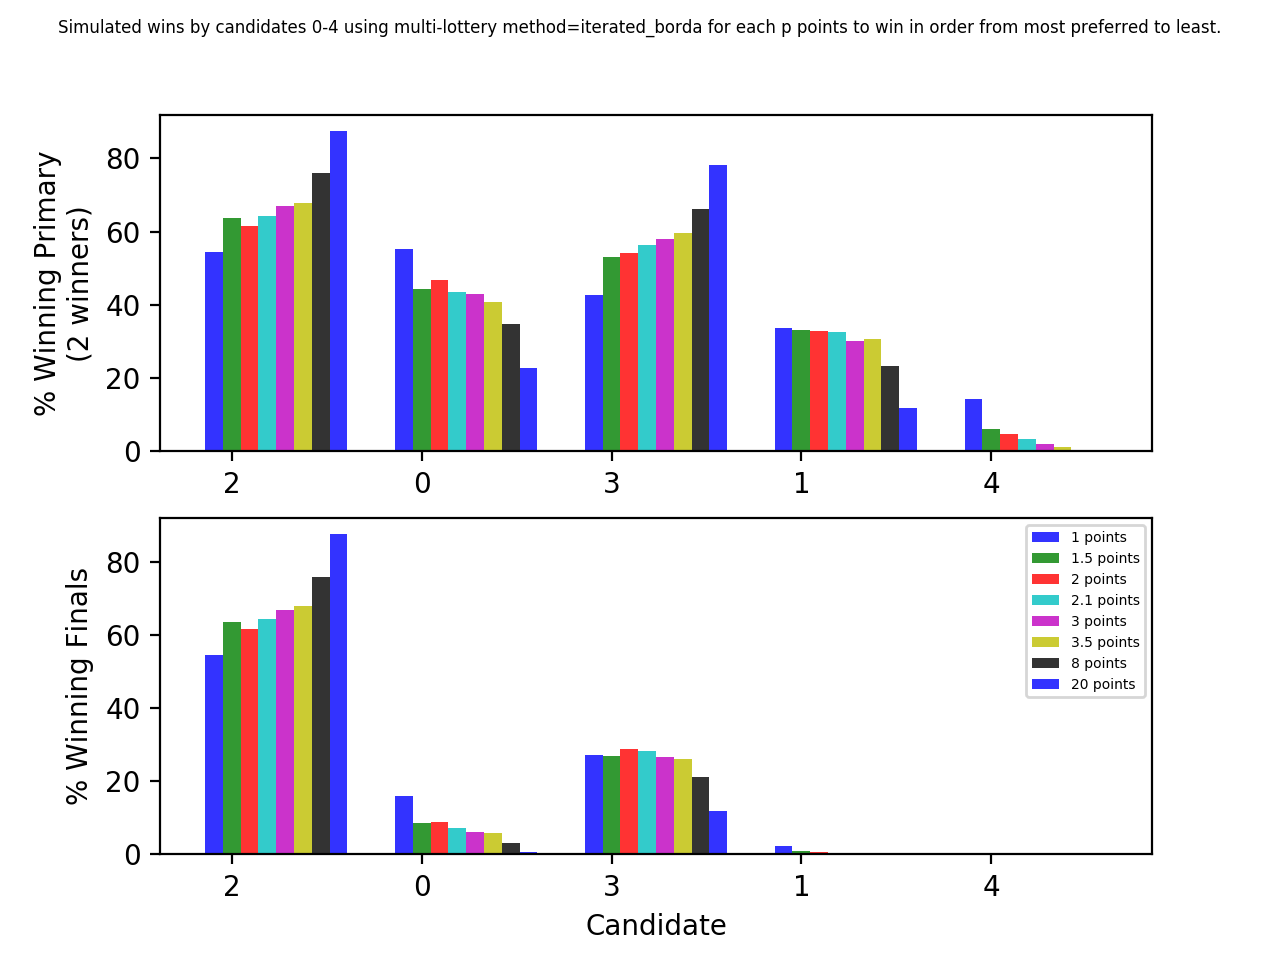 Simulated wins by candidates 0-4 using multi-lottery method=iterated_borda for each p points to win in order from most preferred to least.
% Winning Primary
(2 winners)
80
60
40
20
0
2 0 3 1 4
% Winning Finals
80
60
40
20
0
1 points
1.5 points
2 points
2.1 points
3 points
3.5 points
8 points
20 points
2 0 3 1 4
Candidate